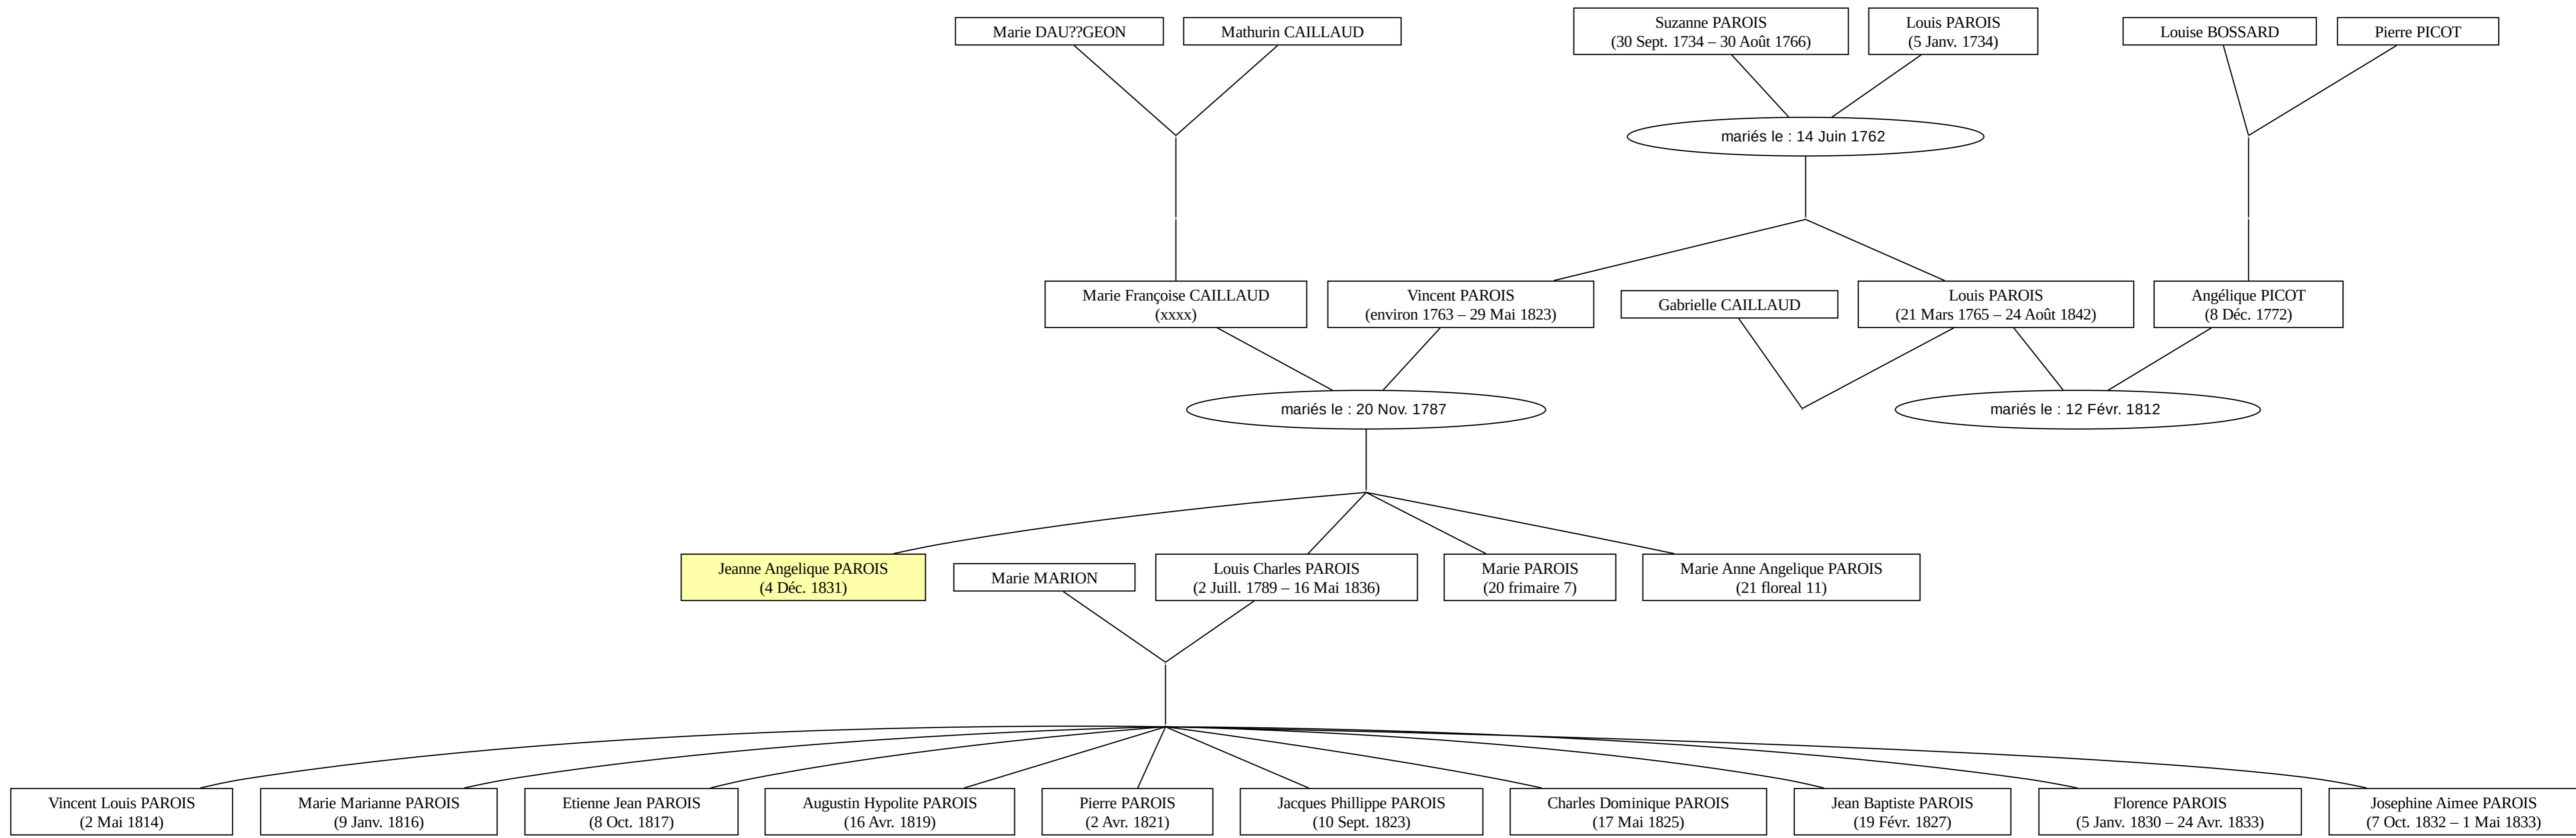 Marie DAU??GEON
Mathurin CAILLAUD
Suzanne PAROIS
(30 Sept. 1734 – 30 Août 1766)
Louis PAROIS
(5 Janv. 1734)
Louise BOSSARD
Pierre PICOT
mariés le : 14 Juin 1762
Marie Françoise CAILLAUD
(xxxx)
Vincent PAROIS
(environ 1763 – 29 Mai 1823)
Gabrielle CAILLAUD
Louis PAROIS
(21 Mars 1765 – 24 Août 1842)
Angélique PICOT
(8 Déc. 1772)
mariés le : 20 Nov. 1787
mariés le : 12 Févr. 1812
Jeanne Angelique PAROIS
(4 Déc. 1831)
Marie MARION
Louis Charles PAROIS
(2 Juill. 1789 – 16 Mai 1836)
Marie PAROIS
(20 frimaire 7)
Marie Anne Angelique PAROIS
(21 floreal 11)
Vincent Louis PAROIS
(2 Mai 1814)
Marie Marianne PAROIS
(9 Janv. 1816)
Etienne Jean PAROIS
(8 Oct. 1817)
Augustin Hypolite PAROIS
(16 Avr. 1819)
Pierre PAROIS
(2 Avr. 1821)
Jacques Phillippe PAROIS
(10 Sept. 1823)
Charles Dominique PAROIS
(17 Mai 1825)
Jean Baptiste PAROIS
(19 Févr. 1827)
Florence PAROIS
(5 Janv. 1830 – 24 Avr. 1833)
Josephine Aimee PAROIS
(7 Oct. 1832 – 1 Mai 1833)